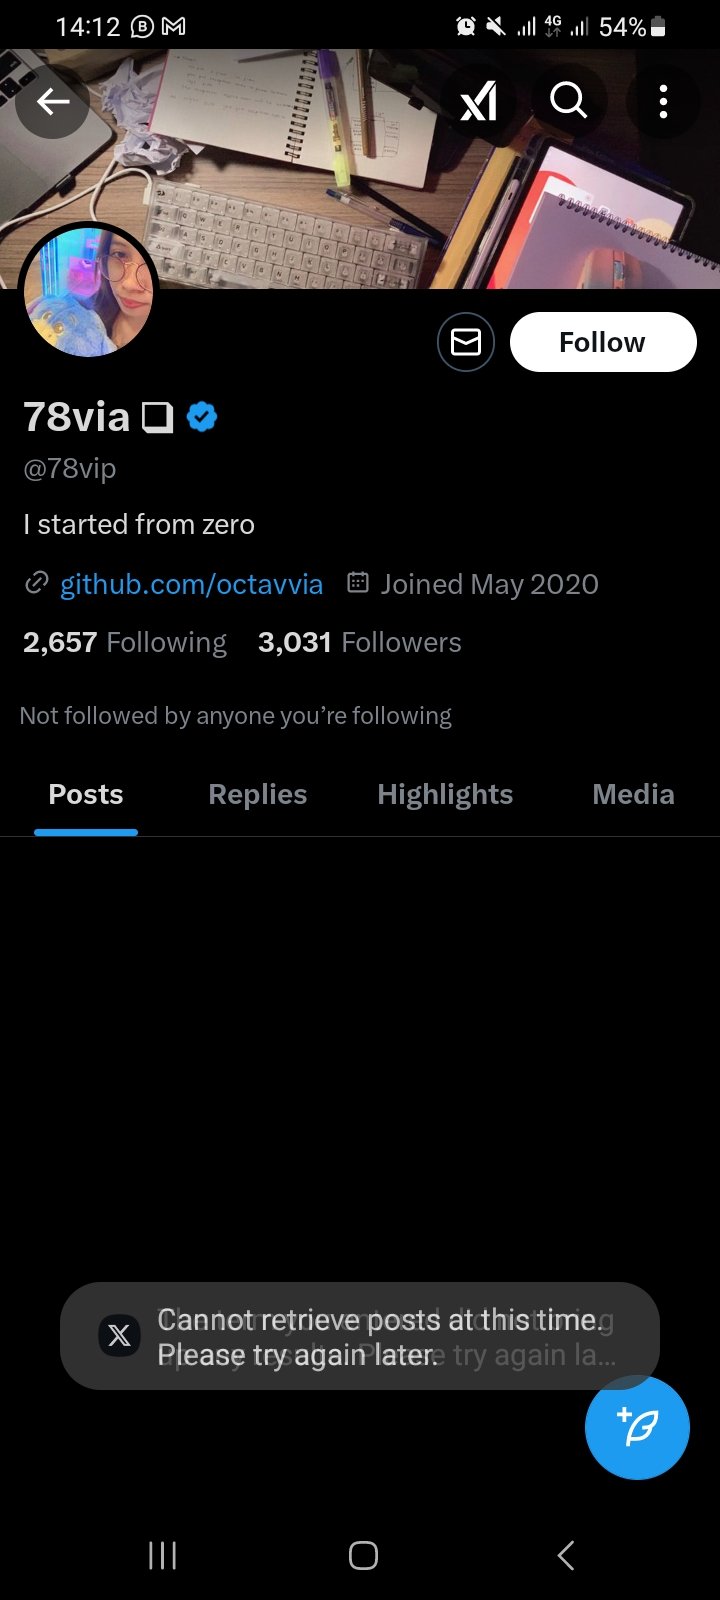 14:12
4G
54%
Follow
78via
@78vip
I started from zero
github.com/octavvia Joined May 2020
2,657 Following 3,031 Followers
Not followed by anyone you’re following
Posts Replies Highlights Media
Cannot retrieve posts at this time.
Please try again later.